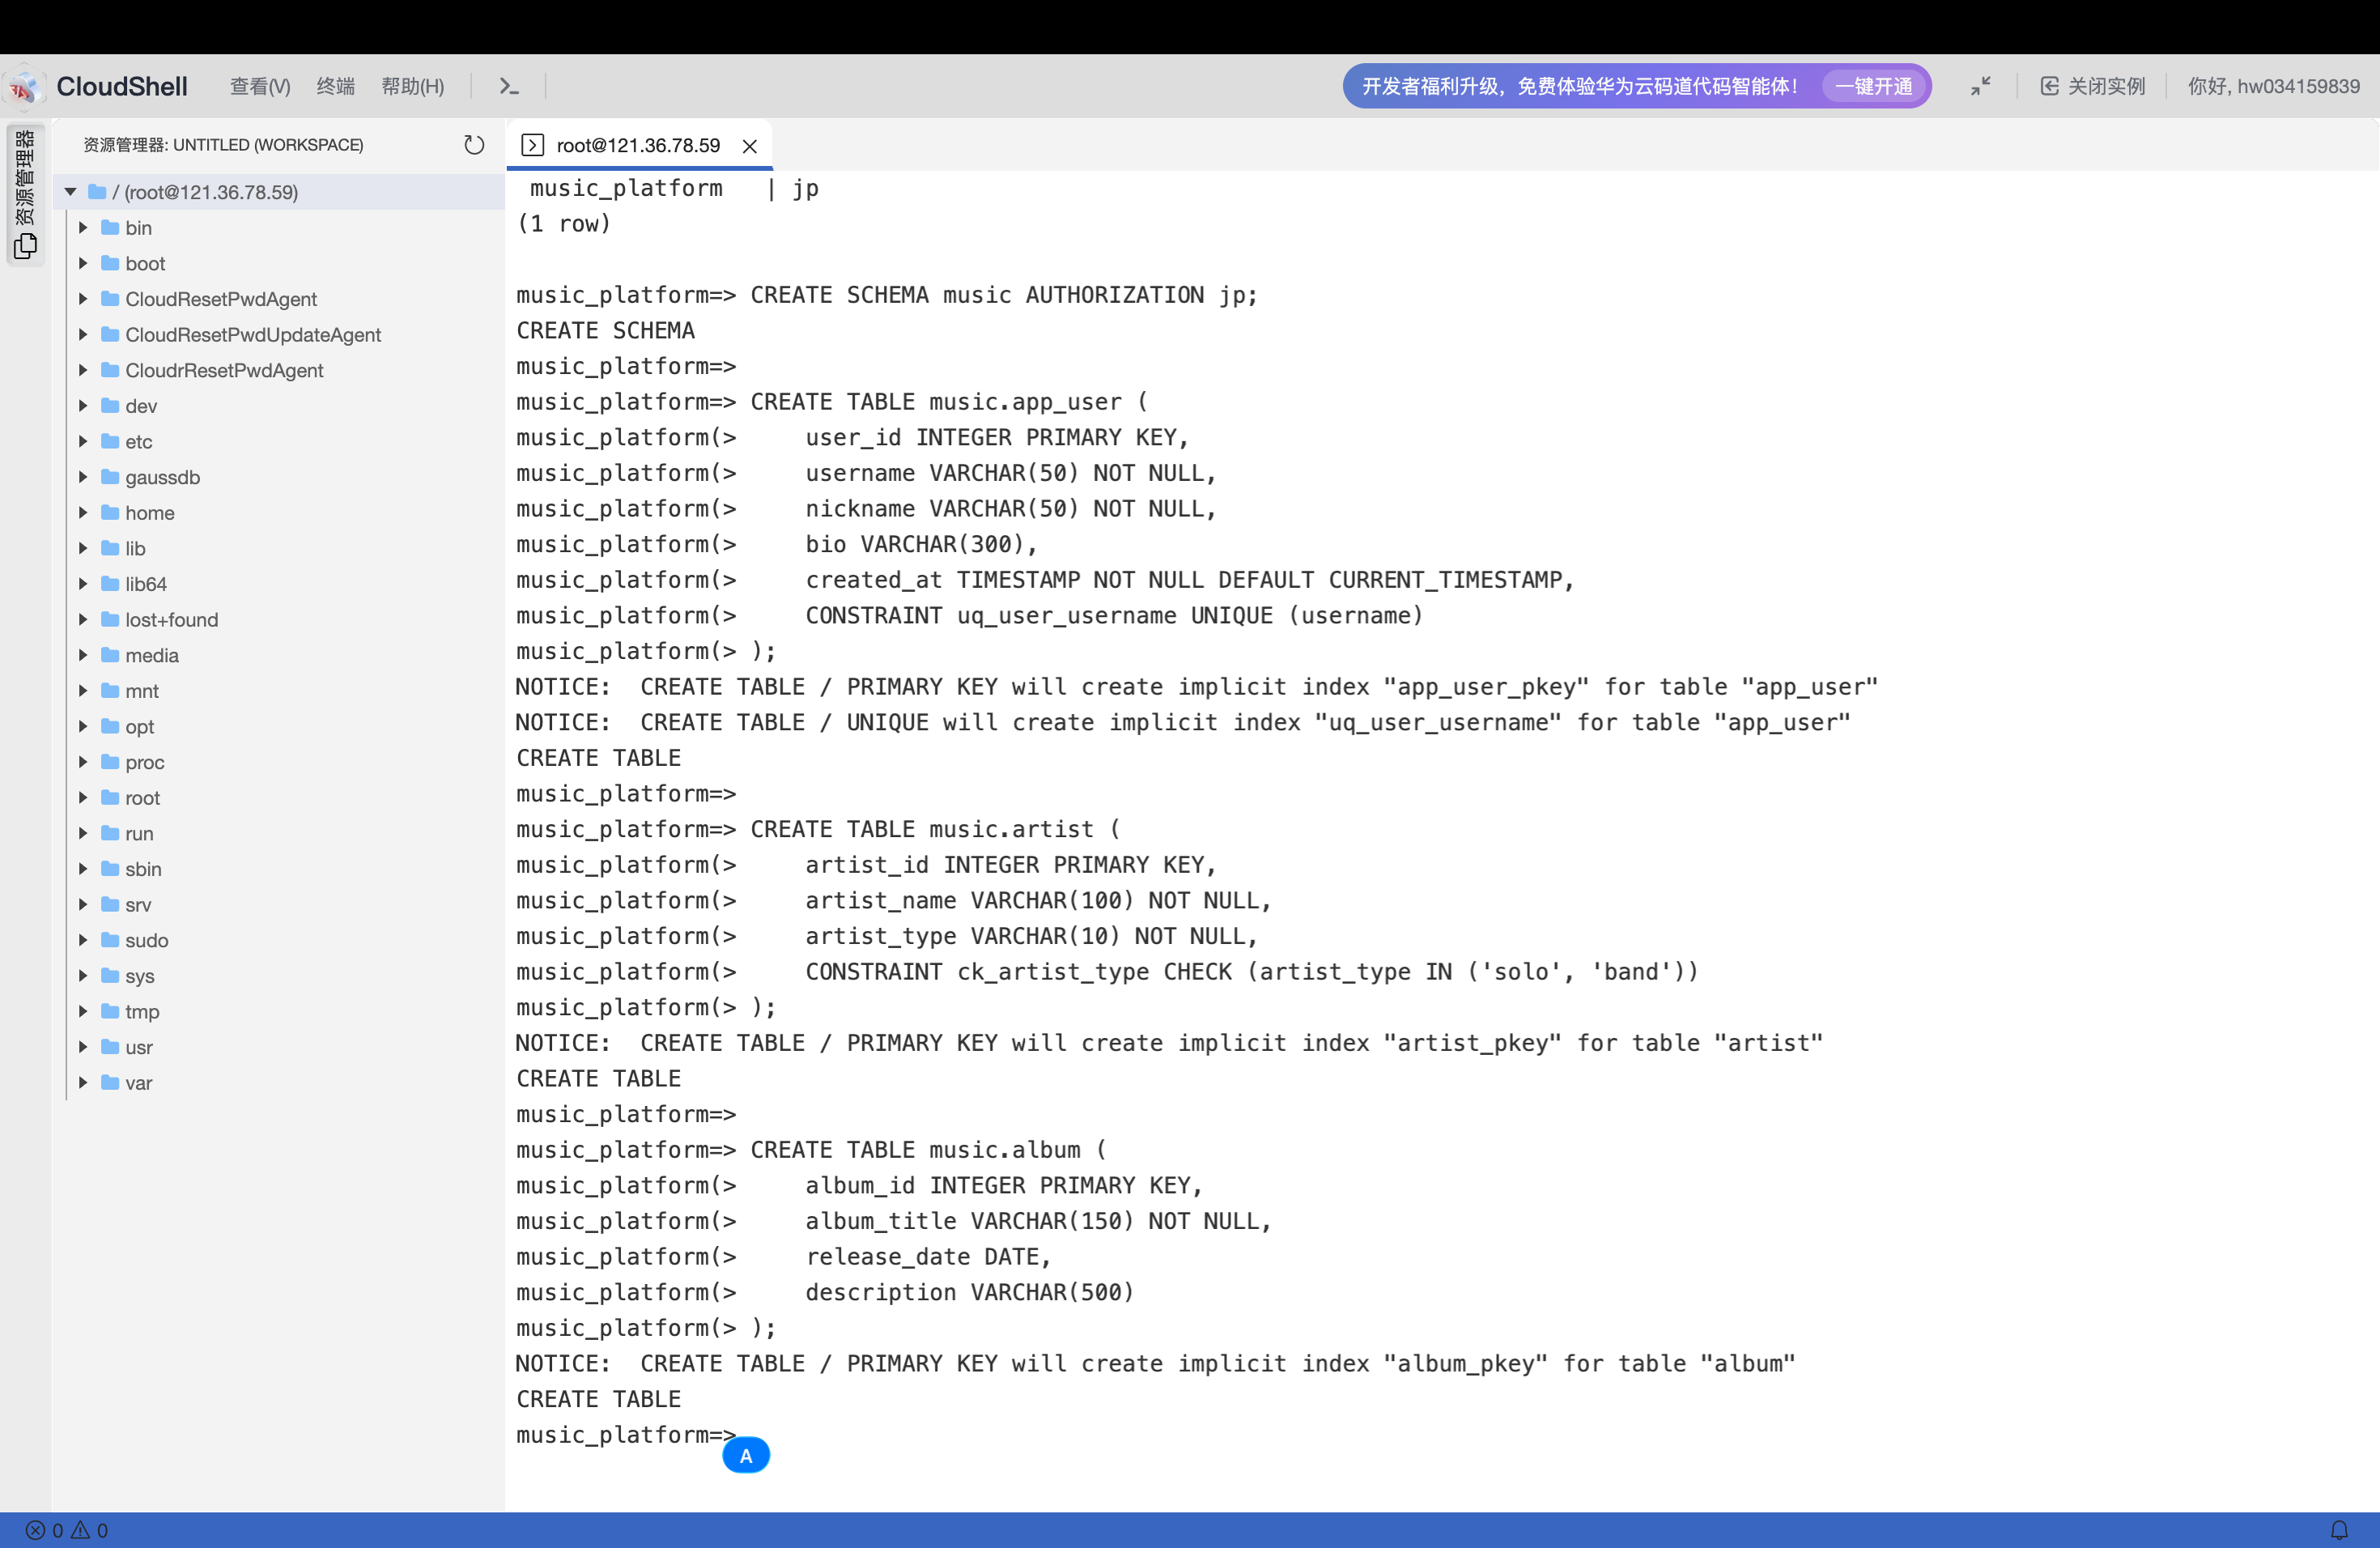 CloudShell 查看(V) 终端 帮助(H) 开发者福利升级，免费体验华为云码道代码智能体！ 一键开通 关闭实例 你好, hw034159839
资源管理器
资源管理器: UNTITLED (WORKSPACE)
/ (root@121.36.78.59)
bin
boot
CloudResetPwdAgent
CloudResetPwdUpdateAgent
CloudrResetPwdAgent
dev
etc
gaussdb
home
lib
lib64
lost+found
media
mnt
opt
proc
root
run
sbin
srv
sudo
sys
tmp
usr
var
root@121.36.78.59
music_platform   | jp
(1 row)
music_platform=> CREATE SCHEMA music AUTHORIZATION jp;
CREATE SCHEMA
music_platform=>
music_platform=> CREATE TABLE music.app_user (
music_platform(>     user_id INTEGER PRIMARY KEY,
music_platform(>     username VARCHAR(50) NOT NULL,
music_platform(>     nickname VARCHAR(50) NOT NULL,
music_platform(>     bio VARCHAR(300),
music_platform(>     created_at TIMESTAMP NOT NULL DEFAULT CURRENT_TIMESTAMP,
music_platform(>     CONSTRAINT uq_user_username UNIQUE (username)
music_platform(> );
NOTICE:  CREATE TABLE / PRIMARY KEY will create implicit index "app_user_pkey" for table "app_user"
NOTICE:  CREATE TABLE / UNIQUE will create implicit index "uq_user_username" for table "app_user"
CREATE TABLE
music_platform=>
music_platform=> CREATE TABLE music.artist (
music_platform(>     artist_id INTEGER PRIMARY KEY,
music_platform(>     artist_name VARCHAR(100) NOT NULL,
music_platform(>     artist_type VARCHAR(10) NOT NULL,
music_platform(>     CONSTRAINT ck_artist_type CHECK (artist_type IN ('solo', 'band'))
music_platform(> );
NOTICE:  CREATE TABLE / PRIMARY KEY will create implicit index "artist_pkey" for table "artist"
CREATE TABLE
music_platform=>
music_platform=> CREATE TABLE music.album (
music_platform(>     album_id INTEGER PRIMARY KEY,
music_platform(>     album_title VARCHAR(150) NOT NULL,
music_platform(>     release_date DATE,
music_platform(>     description VARCHAR(500)
music_platform(> );
NOTICE:  CREATE TABLE / PRIMARY KEY will create implicit index "album_pkey" for table "album"
CREATE TABLE
music_platform=>
A
0 0